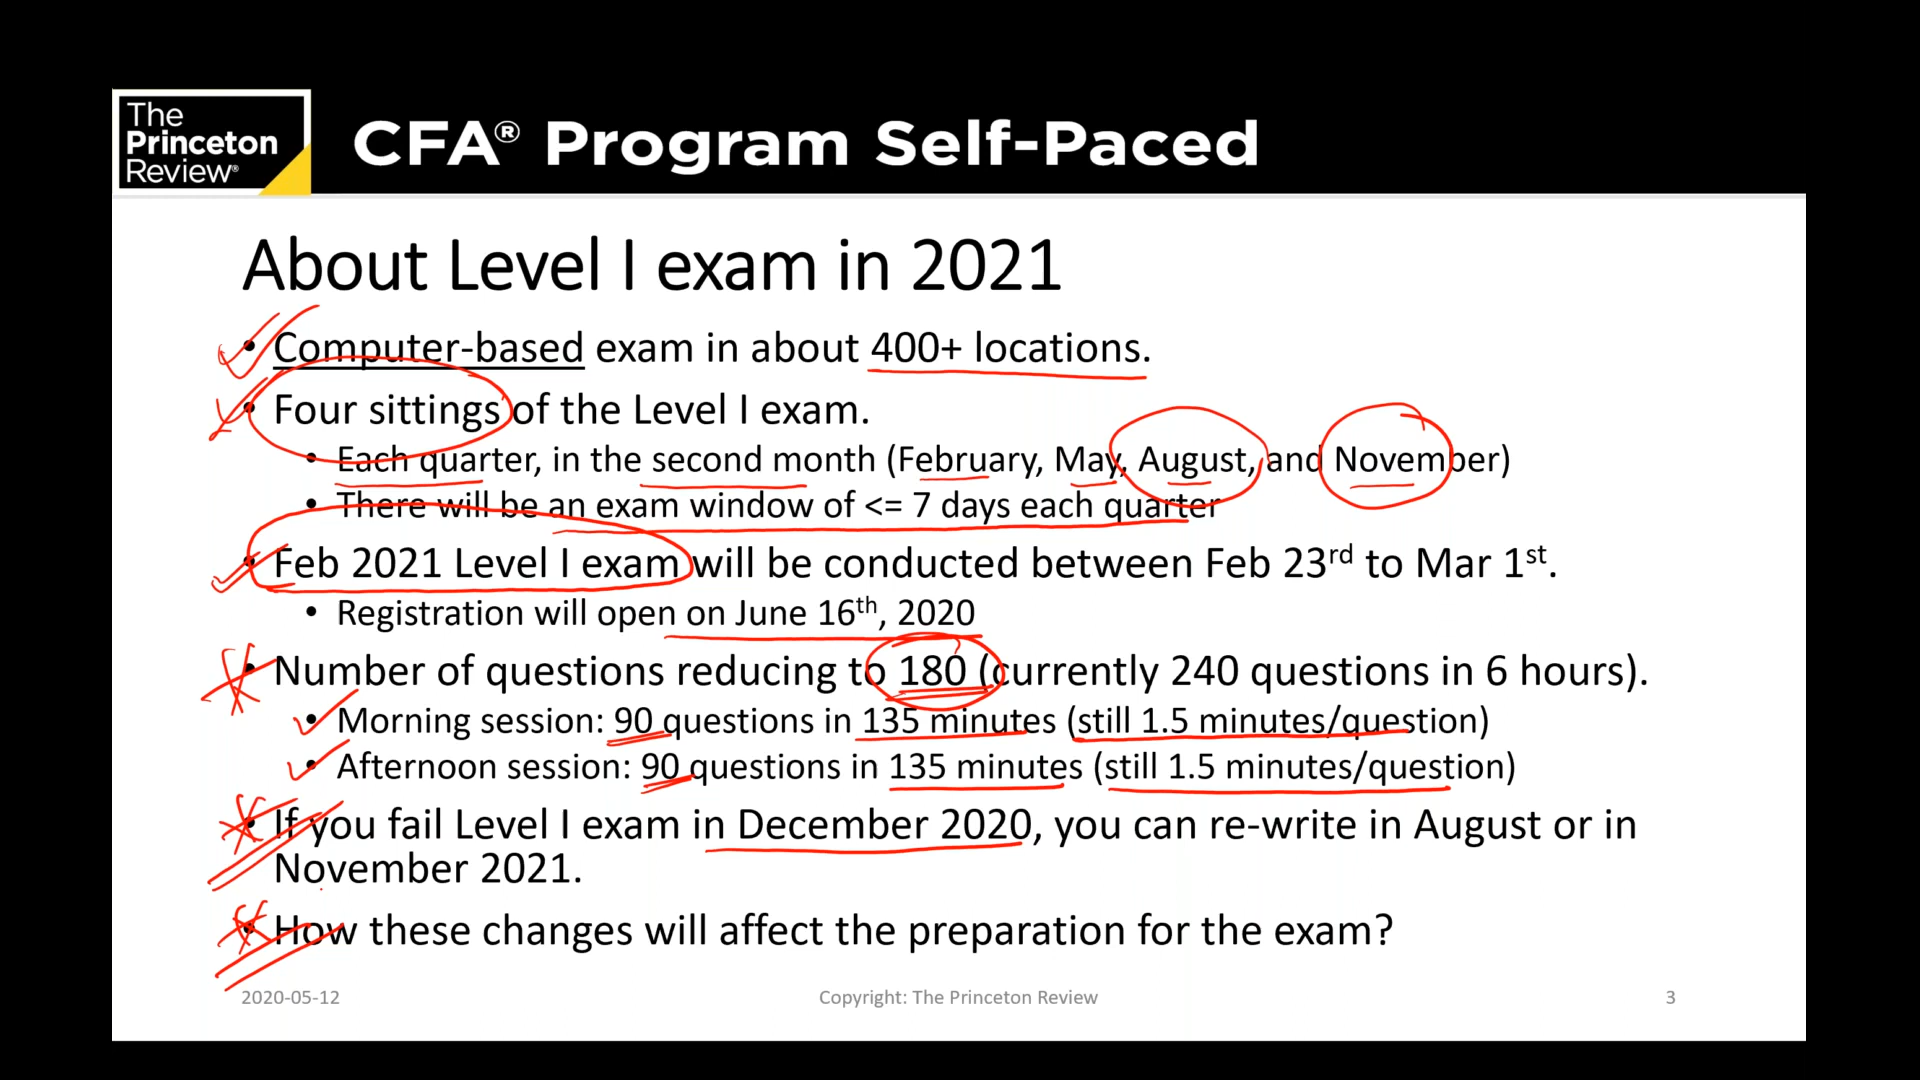 The
Princeton
Review®
CFA® Program Self-Paced
About Level I exam in 2021
• Computer-based exam in about 400+ locations.
• Four sittings of the Level I exam.
• Each quarter, in the second month (February, May, August, and November)
• There will be an exam window of <= 7 days each quarter
• Feb 2021 Level I exam will be conducted between Feb 23rd to Mar 1st.
• Registration will open on June 16th, 2020
• Number of questions reducing to 180 (currently 240 questions in 6 hours).
• Morning session: 90 questions in 135 minutes (still 1.5 minutes/question)
• Afternoon session: 90 questions in 135 minutes (still 1.5 minutes/question)
• If you fail Level I exam in December 2020, you can re-write in August or in
November 2021.
• How these changes will affect the preparation for the exam?
2020-05-12
Copyright: The Princeton Review
3